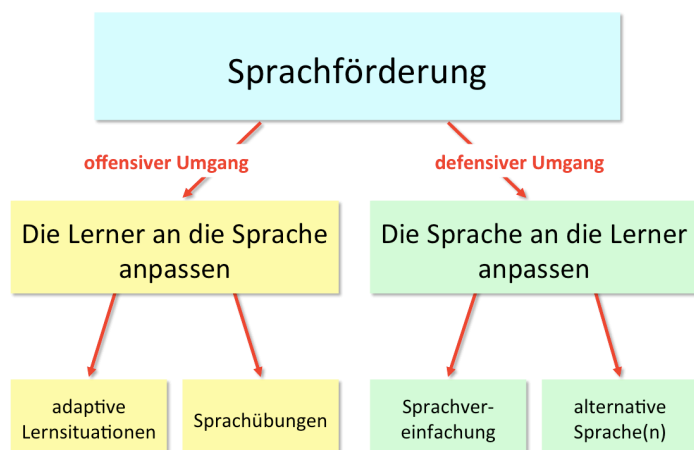 Sprachförderung
offensiver Umgang
defensiver Umgang
Die Lerner an die Sprache
anpassen
Die Sprache an die Lerner
anpassen
adaptive
Lernsituationen
Sprachübungen
Sprachver-
einfachung
alternative
Sprache(n)